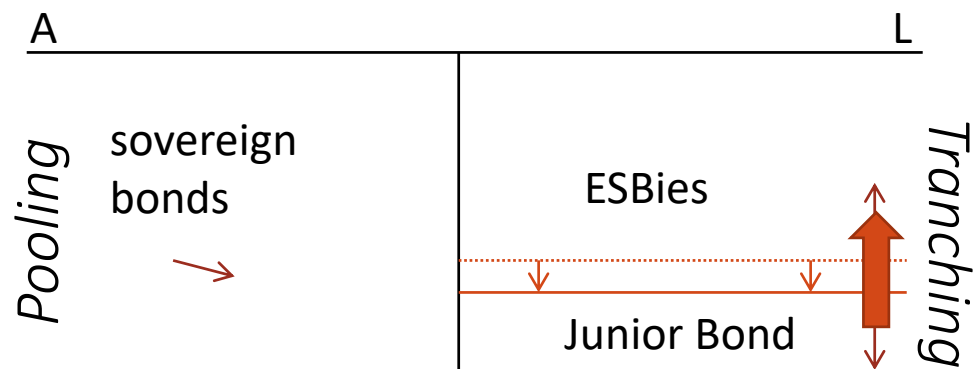 A
L
Pooling
sovereign
bonds
ESBies
Junior Bond
Tranching